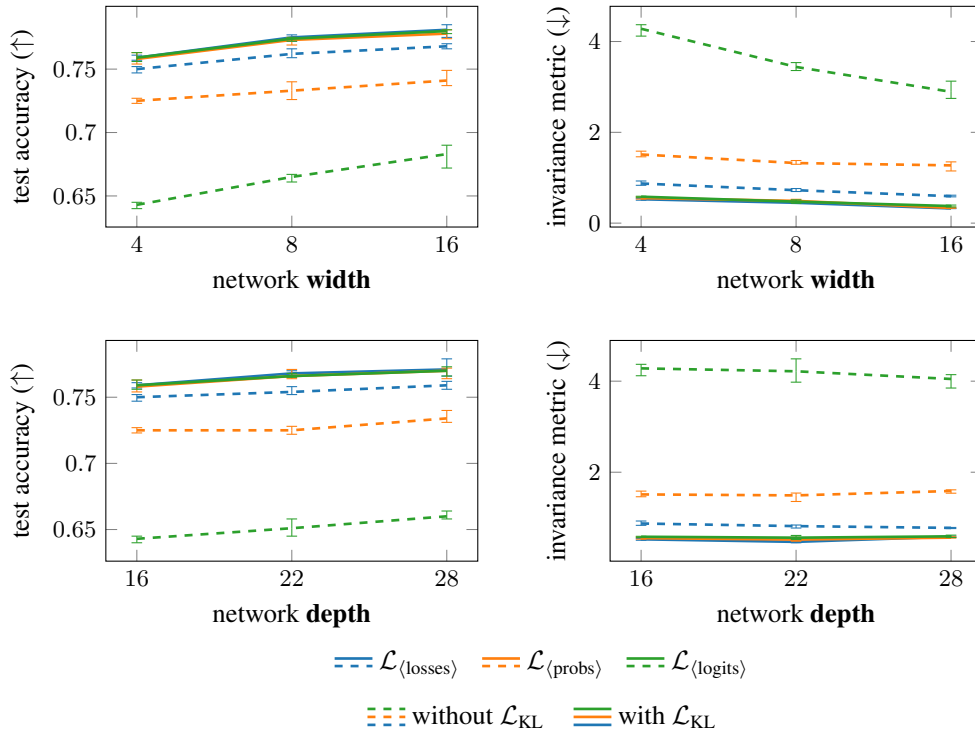 0.75
0.7
0.65
test accuracy (↑)
4
8
16
network width
4
2
0
invariance metric (↓)
4
8
16
network width
0.75
0.7
0.65
test accuracy (↑)
16
22
28
network depth
4
2
invariance metric (↓)
16
22
28
network depth
ℒ⟨losses⟩ ℒ⟨probs⟩ ℒ⟨logits⟩
without ℒKL with ℒKL